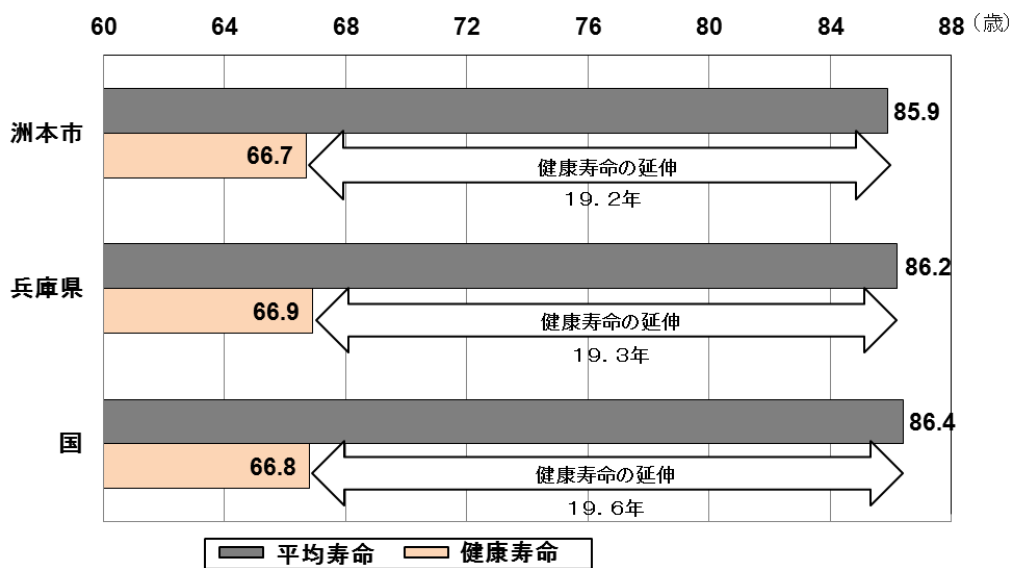 60 64 68 72 76 80 84 88 (歳)
洲本市
85.9
66.7
健康寿命の延伸
19.2年
兵庫県
86.2
66.9
健康寿命の延伸
19.3年
国
86.4
66.8
健康寿命の延伸
19.6年
平均寿命 健康寿命